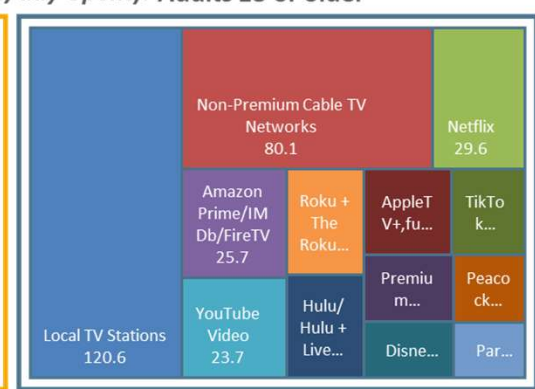 Adults 25 or Older
Non-Premium Cable TV
Networks
80.1
Netflix
29.6
Amazon
Prime/IM
Db/FireTV
25.7
Roku +
The
Roku...
AppleT
V+,fu...
TikTo
k...
Premiu
m...
Peaco
ck...
Local TV Stations
120.6
YouTube
Video
23.7
Hulu/
Hulu +
Live...
Disne...
Par...